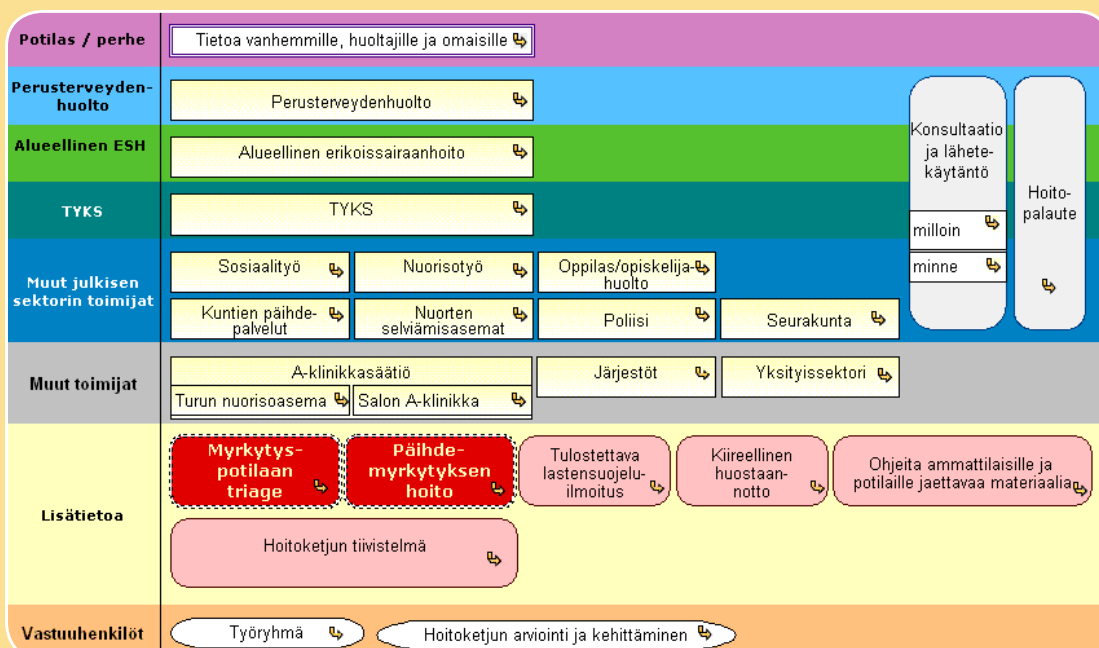 Potilas / perhe
Tietoa vanhemmille, huoltajille ja omaisille
Perusterveyden-
huolto
Perusterveydenhuolto
Alueellinen ESH
Alueellinen erikoissairaanhoito
TYKS
TYKS
Konsultaatio
ja lähete-
käytäntö
milloin
minne
Hoito-
palaute
Muut julkisen
sektorin toimijat
Sosiaalityö
Nuorisotyö
Oppilas/opiskelija-
huolto
Kuntien päihde-
palvelut
Nuorten
selviämisasemat
Poliisi
Seurakunta
Muut toimijat
A-klinikkasäätiö
Turun nuorisoasema
Salon A-klinikka
Järjestöt
Yksityissektori
Lisätietoa
Myrkytys-
potilaan
triage
Päihde-
myrkytyksen
hoito
Tulostettava
lastensuojelu-
ilmoitus
Kiireellinen
huostaan-
notto
Ohjeita ammattilaisille ja
potilaille jaettavaa materiaalia
Hoitoketjun tiivistelmä
Vastuuhenkilöt
Työryhmä
Hoitoketjun arviointi ja kehittäminen